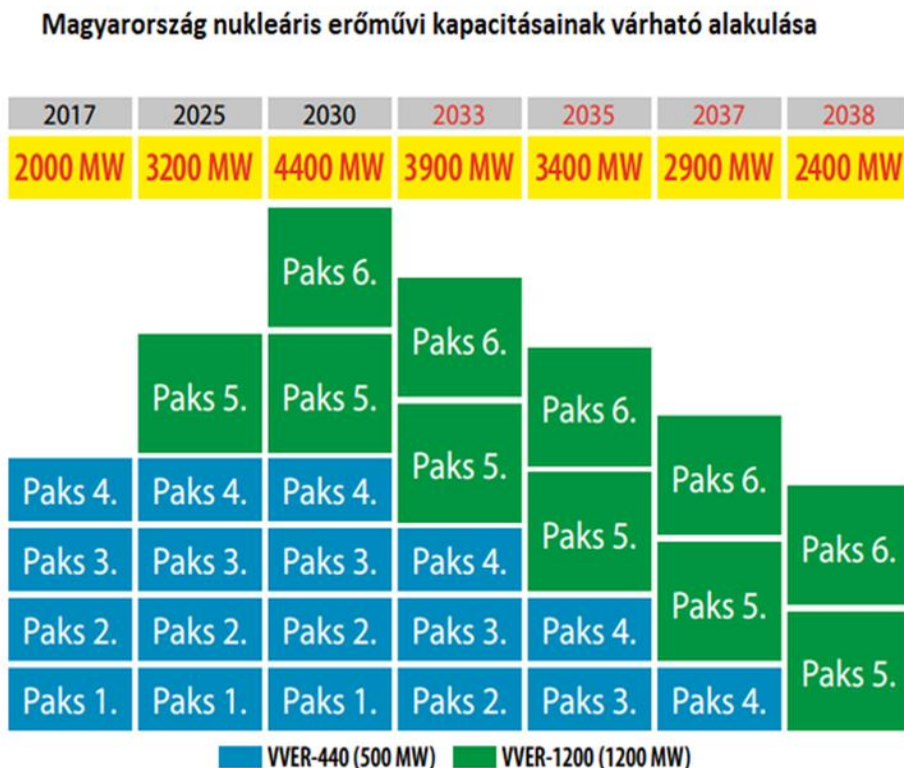 Magyarország nukleáris erőművi kapacitásainak várható alakulása
2017 2025 2030 2033 2035 2037 2038
2000 MW 3200 MW 4400 MW 3900 MW 3400 MW 2900 MW 2400 MW
Paks 6.
Paks 6.
Paks 5. Paks 5. Paks 6.
Paks 5. Paks 6.
Paks 4. Paks 4. Paks 4. Paks 5. Paks 6.
Paks 3. Paks 3. Paks 3. Paks 4. Paks 5.
Paks 2. Paks 2. Paks 2. Paks 3. Paks 4. Paks 5.
Paks 1. Paks 1. Paks 1. Paks 2. Paks 3. Paks 4.
VVER-440 (500 MW) VVER-1200 (1200 MW)